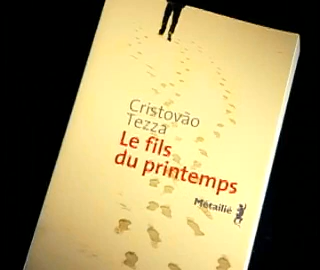 Cristovão
Tezza
Le fils
du printemps
Métailié